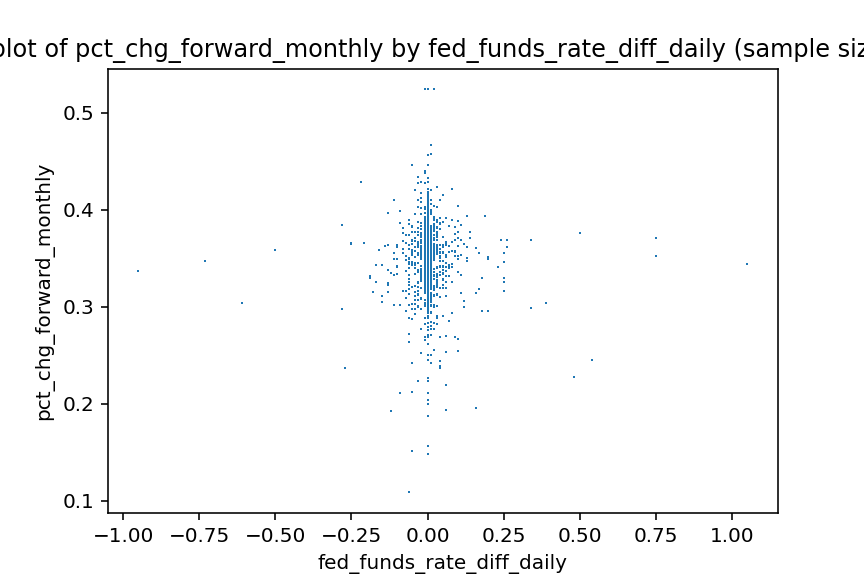 plot of pct_chg_forward_monthly by fed_funds_rate_diff_daily (sample siz
0.5
0.4
0.3
0.2
0.1
pct_chg_forward_monthly
−1.00 −0.75 −0.50 −0.25 0.00 0.25 0.50 0.75 1.00
fed_funds_rate_diff_daily